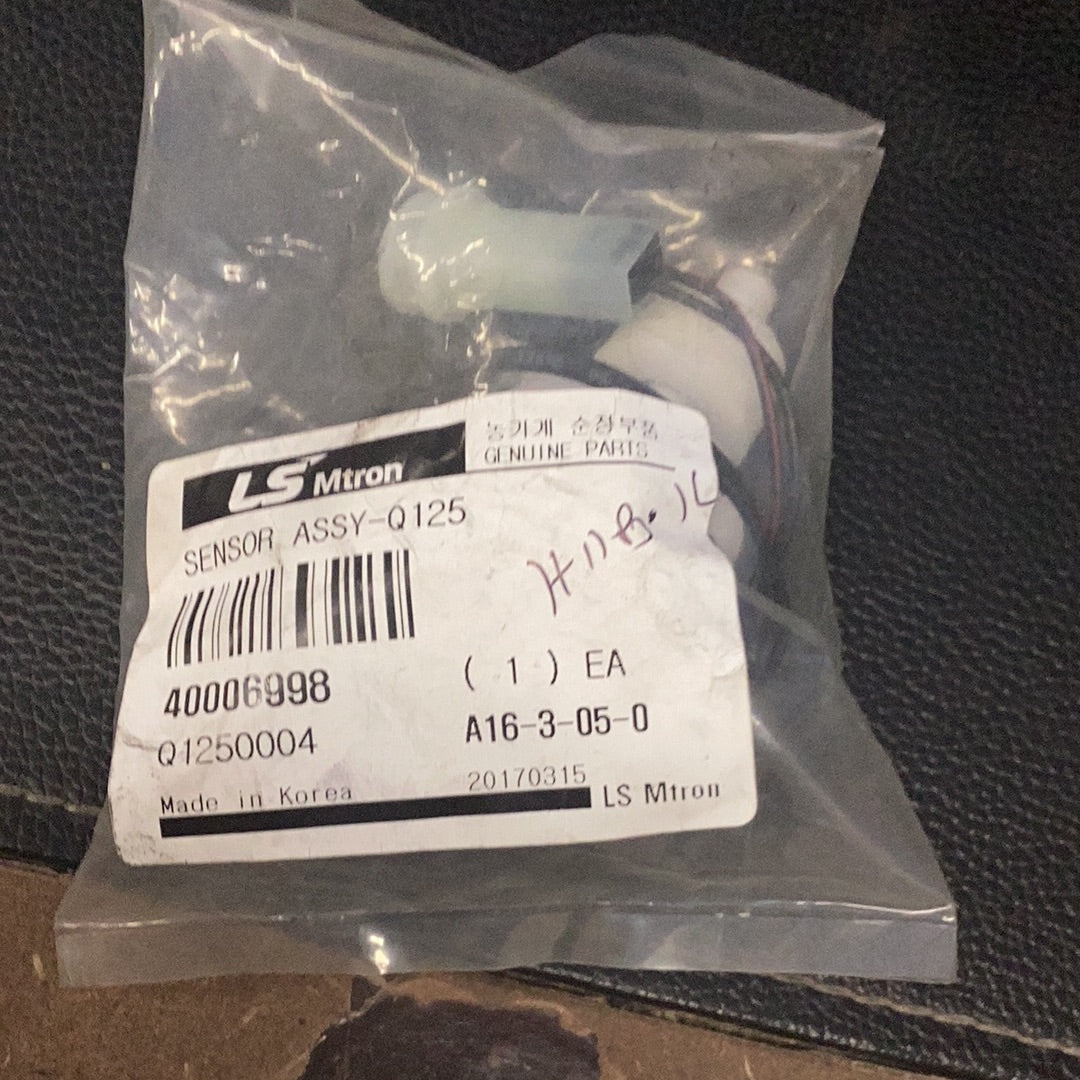 농기계 순정부품
LS Mtron
GENUINE PARTS
SENSOR ASSY-Q125
40006998
( 1 ) EA
Q1250004
A16-3-05-0
20170315
Made in Korea
LS Mtron